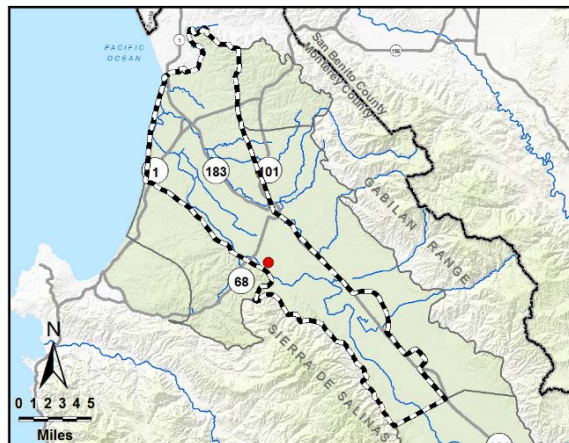 1
PACIFIC
OCEAN
156
San Benito County
Monterey County
1
183
101
GABILAN RANGE
68
N
SIERRA DE SALINAS
0 1 2 3 4 5
Miles